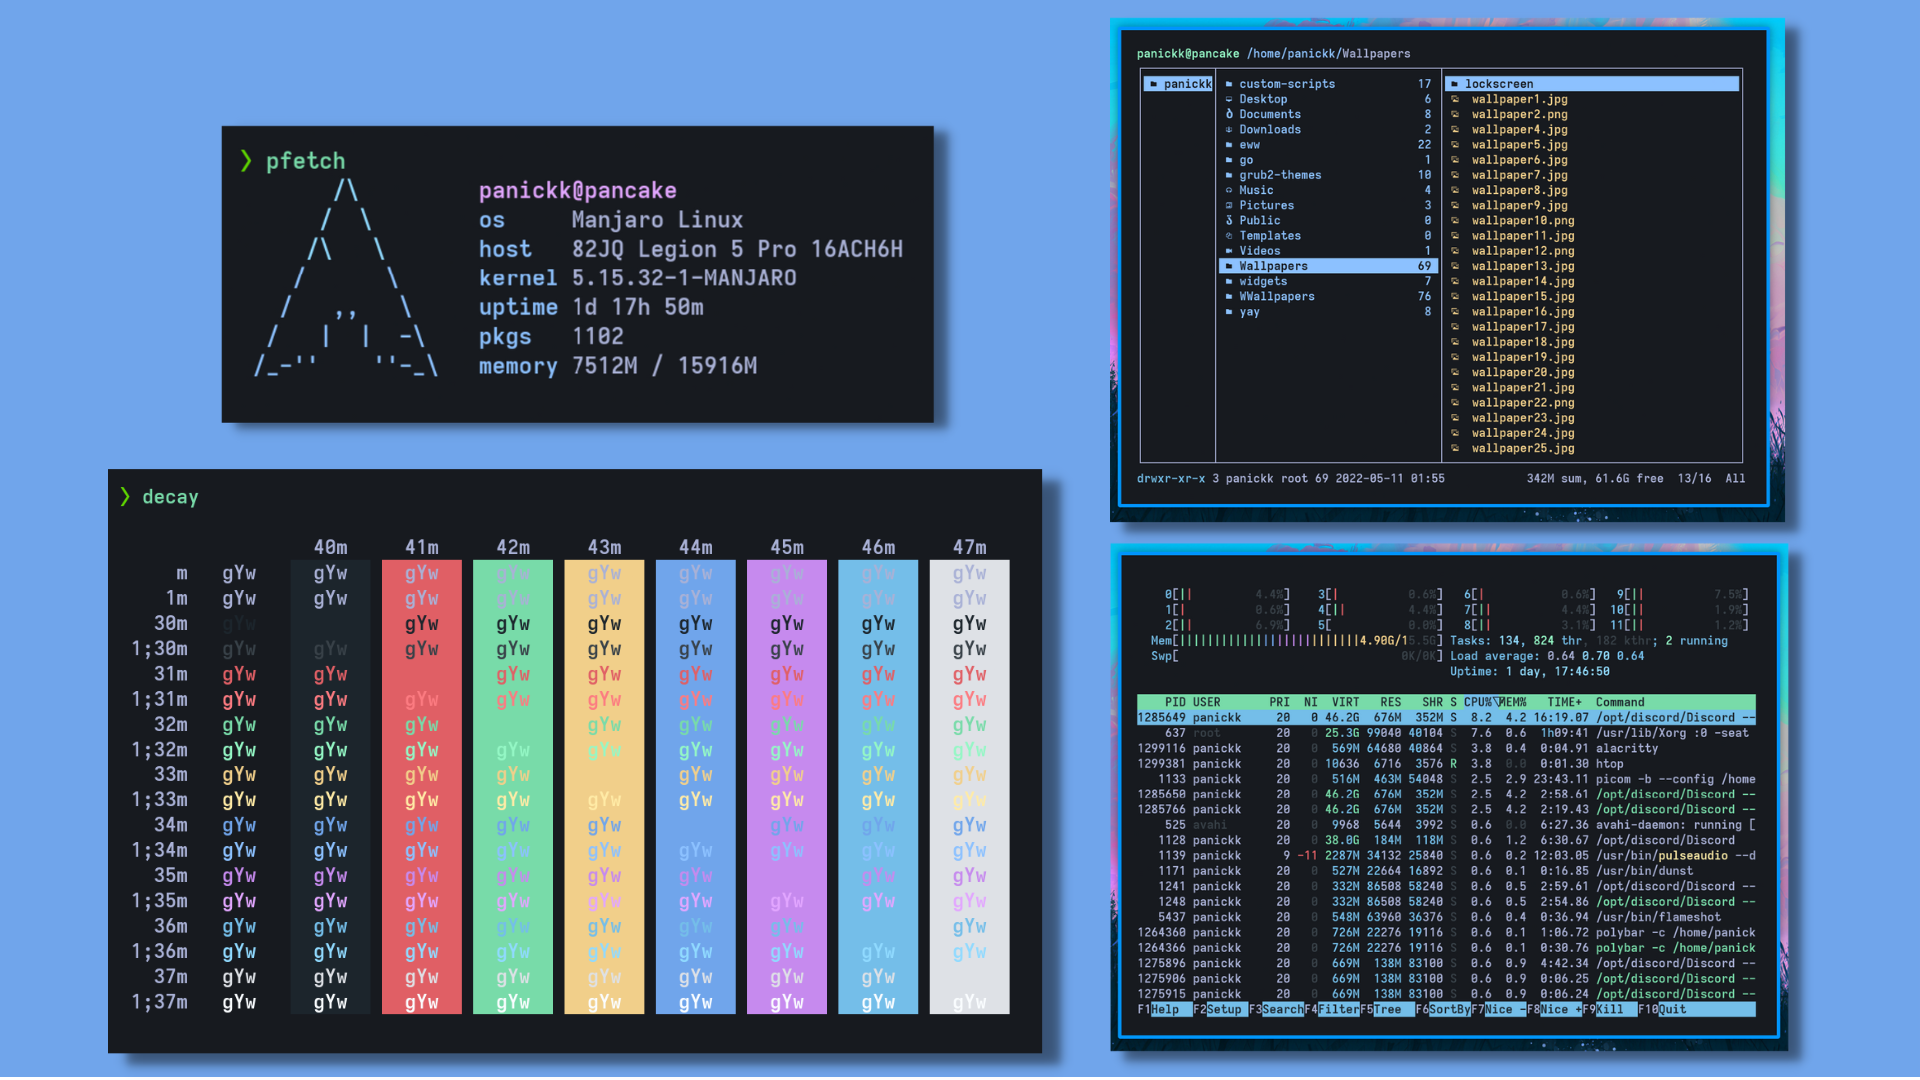 ❯ pfetch
panickk@pancake
os Manjaro Linux
host 82JQ Legion 5 Pro 16ACH6H
kernel 5.15.32-1-MANJARO
uptime 1d 17h 50m
pkgs 1102
memory 7512M / 15916M
❯ decay
40m 41m 42m 43m 44m 45m 46m 47m
m gYw gYw gYw gYw gYw gYw gYw gYw gYw
1m gYw gYw gYw gYw gYw gYw gYw gYw gYw
30m gYw gYw gYw gYw gYw gYw gYw gYw
1;30m gYw gYw gYw gYw gYw gYw gYw gYw gYw
31m gYw gYw gYw gYw gYw gYw gYw gYw
1;31m gYw gYw gYw gYw gYw gYw gYw gYw gYw
32m gYw gYw gYw gYw gYw gYw gYw gYw
1;32m gYw gYw gYw gYw gYw gYw gYw gYw gYw
33m gYw gYw gYw gYw gYw gYw gYw gYw
1;33m gYw gYw gYw gYw gYw gYw gYw gYw gYw
34m gYw gYw gYw gYw gYw gYw gYw gYw
1;34m gYw gYw gYw gYw gYw gYw gYw gYw gYw
35m gYw gYw gYw gYw gYw gYw gYw gYw
1;35m gYw gYw gYw gYw gYw gYw gYw gYw gYw
36m gYw gYw gYw gYw gYw gYw gYw gYw
1;36m gYw gYw gYw gYw gYw gYw gYw gYw gYw
37m gYw gYw gYw gYw gYw gYw gYw gYw
1;37m gYw gYw gYw gYw gYw gYw gYw gYw gYw
panickk@pancake /home/panickk/Wallpapers
panickk
custom-scripts 17
Desktop 6
Documents 8
Downloads 2
eww 22
go 1
grub2-themes 10
Music 4
Pictures 3
Public 0
Templates 0
Videos 1
Wallpapers 69
widgets 7
WWallpapers 76
yay 8
lockscreen
wallpaper1.jpg
wallpaper2.png
wallpaper4.jpg
wallpaper5.jpg
wallpaper6.jpg
wallpaper7.jpg
wallpaper8.jpg
wallpaper9.jpg
wallpaper10.png
wallpaper11.jpg
wallpaper12.png
wallpaper13.jpg
wallpaper14.jpg
wallpaper15.jpg
wallpaper16.jpg
wallpaper17.jpg
wallpaper18.jpg
wallpaper19.jpg
wallpaper20.jpg
wallpaper21.jpg
wallpaper22.png
wallpaper23.jpg
wallpaper24.jpg
wallpaper25.jpg
drwxr-xr-x 3 panickk root 69 2022-05-11 01:55 342M sum, 61.6G free 13/16 All
0[|| 4.4%] 3[| 0.6%] 6[| 0.6%] 9[|| 7.5%]
1[| 0.6%] 4[|| 4.4%] 7[|| 4.4%] 10[|| 1.9%]
2[|| 6.9%] 5[ 0.0%] 8[|| 3.1%] 11[|| 1.2%]
Mem[||||||||||||||||||||||||||4.90G/15.5G] Tasks: 134, 824 thr, 182 kthr; 2 running
Swp[ 0K/0K] Load average: 0.64 0.70 0.64
Uptime: 1 day, 17:46:50
PID USER PRI NI VIRT RES SHR S CPU%▽MEM% TIME+ Command
1285649 panickk 20 0 46.2G 676M 352M S 8.2 4.2 16:19.07 /opt/discord/Discord --
637 root 20 0 25.3G 99040 40104 S 7.6 0.6 1h09:41 /usr/lib/Xorg :0 -seat
1299116 panickk 20 0 569M 64680 40864 S 3.8 0.4 0:04.91 alacritty
1299381 panickk 20 0 10636 6716 3576 R 3.8 0.0 0:01.30 htop
1133 panickk 20 0 516M 463M 54048 S 2.5 2.9 23:43.11 picom -b --config /home
1285650 panickk 20 0 46.2G 676M 352M S 2.5 4.2 2:58.61 /opt/discord/Discord --
1285766 panickk 20 0 46.2G 676M 352M S 2.5 4.2 2:19.43 /opt/discord/Discord --
525 avahi 20 0 9968 5644 3992 S 0.6 0.0 6:27.36 avahi-daemon: running [
1128 panickk 20 0 38.0G 184M 118M S 0.6 1.2 6:30.67 /opt/discord/Discord
1139 panickk 9 -11 2287M 34132 25840 S 0.6 0.2 12:03.05 /usr/bin/pulseaudio --d
1171 panickk 20 0 527M 22664 16892 S 0.6 0.1 0:16.85 /usr/bin/dunst
1241 panickk 20 0 332M 86508 58240 S 0.6 0.5 2:59.61 /opt/discord/Discord --
1248 panickk 20 0 332M 86508 58240 S 0.6 0.5 2:54.86 /opt/discord/Discord --
5437 panickk 20 0 548M 63960 36376 S 0.6 0.4 0:36.94 /usr/bin/flameshot
1264360 panickk 20 0 726M 22276 19116 S 0.6 0.1 1:06.72 polybar -c /home/panick
1264366 panickk 20 0 726M 22276 19116 S 0.6 0.1 0:30.76 polybar -c /home/panick
1275896 panickk 20 0 669M 138M 83100 S 0.6 0.9 4:42.34 /opt/discord/Discord --
1275906 panickk 20 0 669M 138M 83100 S 0.6 0.9 0:06.25 /opt/discord/Discord --
1275915 panickk 20 0 669M 138M 83100 S 0.6 0.9 0:06.24 /opt/discord/Discord --
F1Help F2Setup F3SearchF4FilterF5Tree F6SortByF7Nice -F8Nice +F9Kill F10Quit